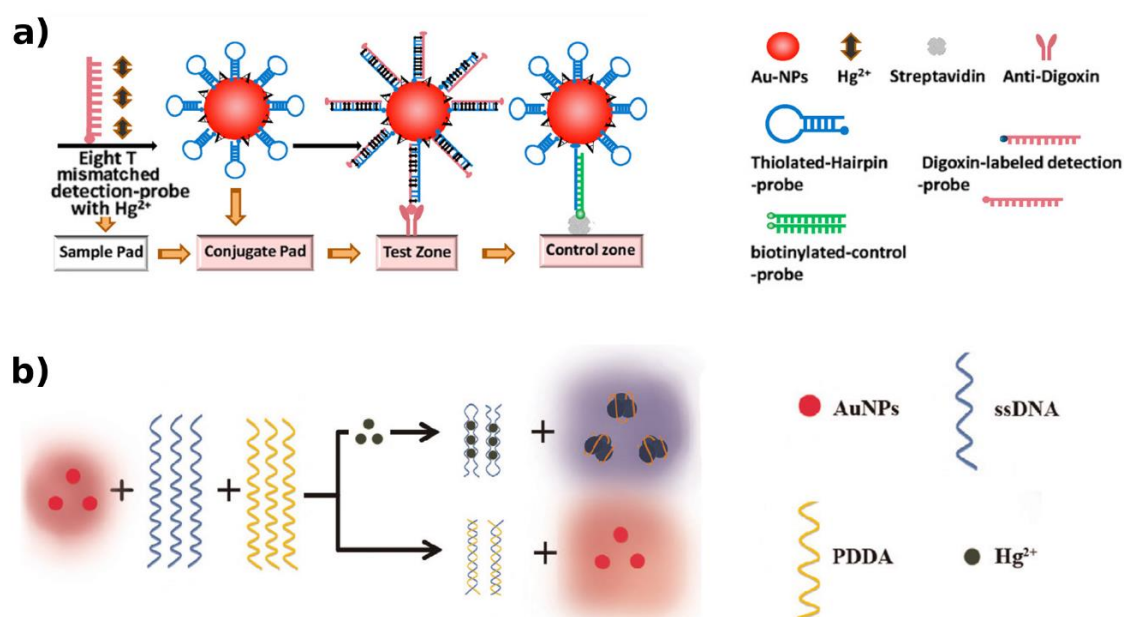 a)
Eight T
mismatched
detection-probe
with Hg²⁺
Sample Pad
Conjugate Pad
Test Zone
Control zone
Au-NPs
Hg²⁺
Streptavidin
Anti-Digoxin
Thiolated-Hairpin
-probe
Digoxin-labeled detection
-probe
biotinylated-control
-probe
b)
AuNPs
ssDNA
PDDA
Hg²⁺